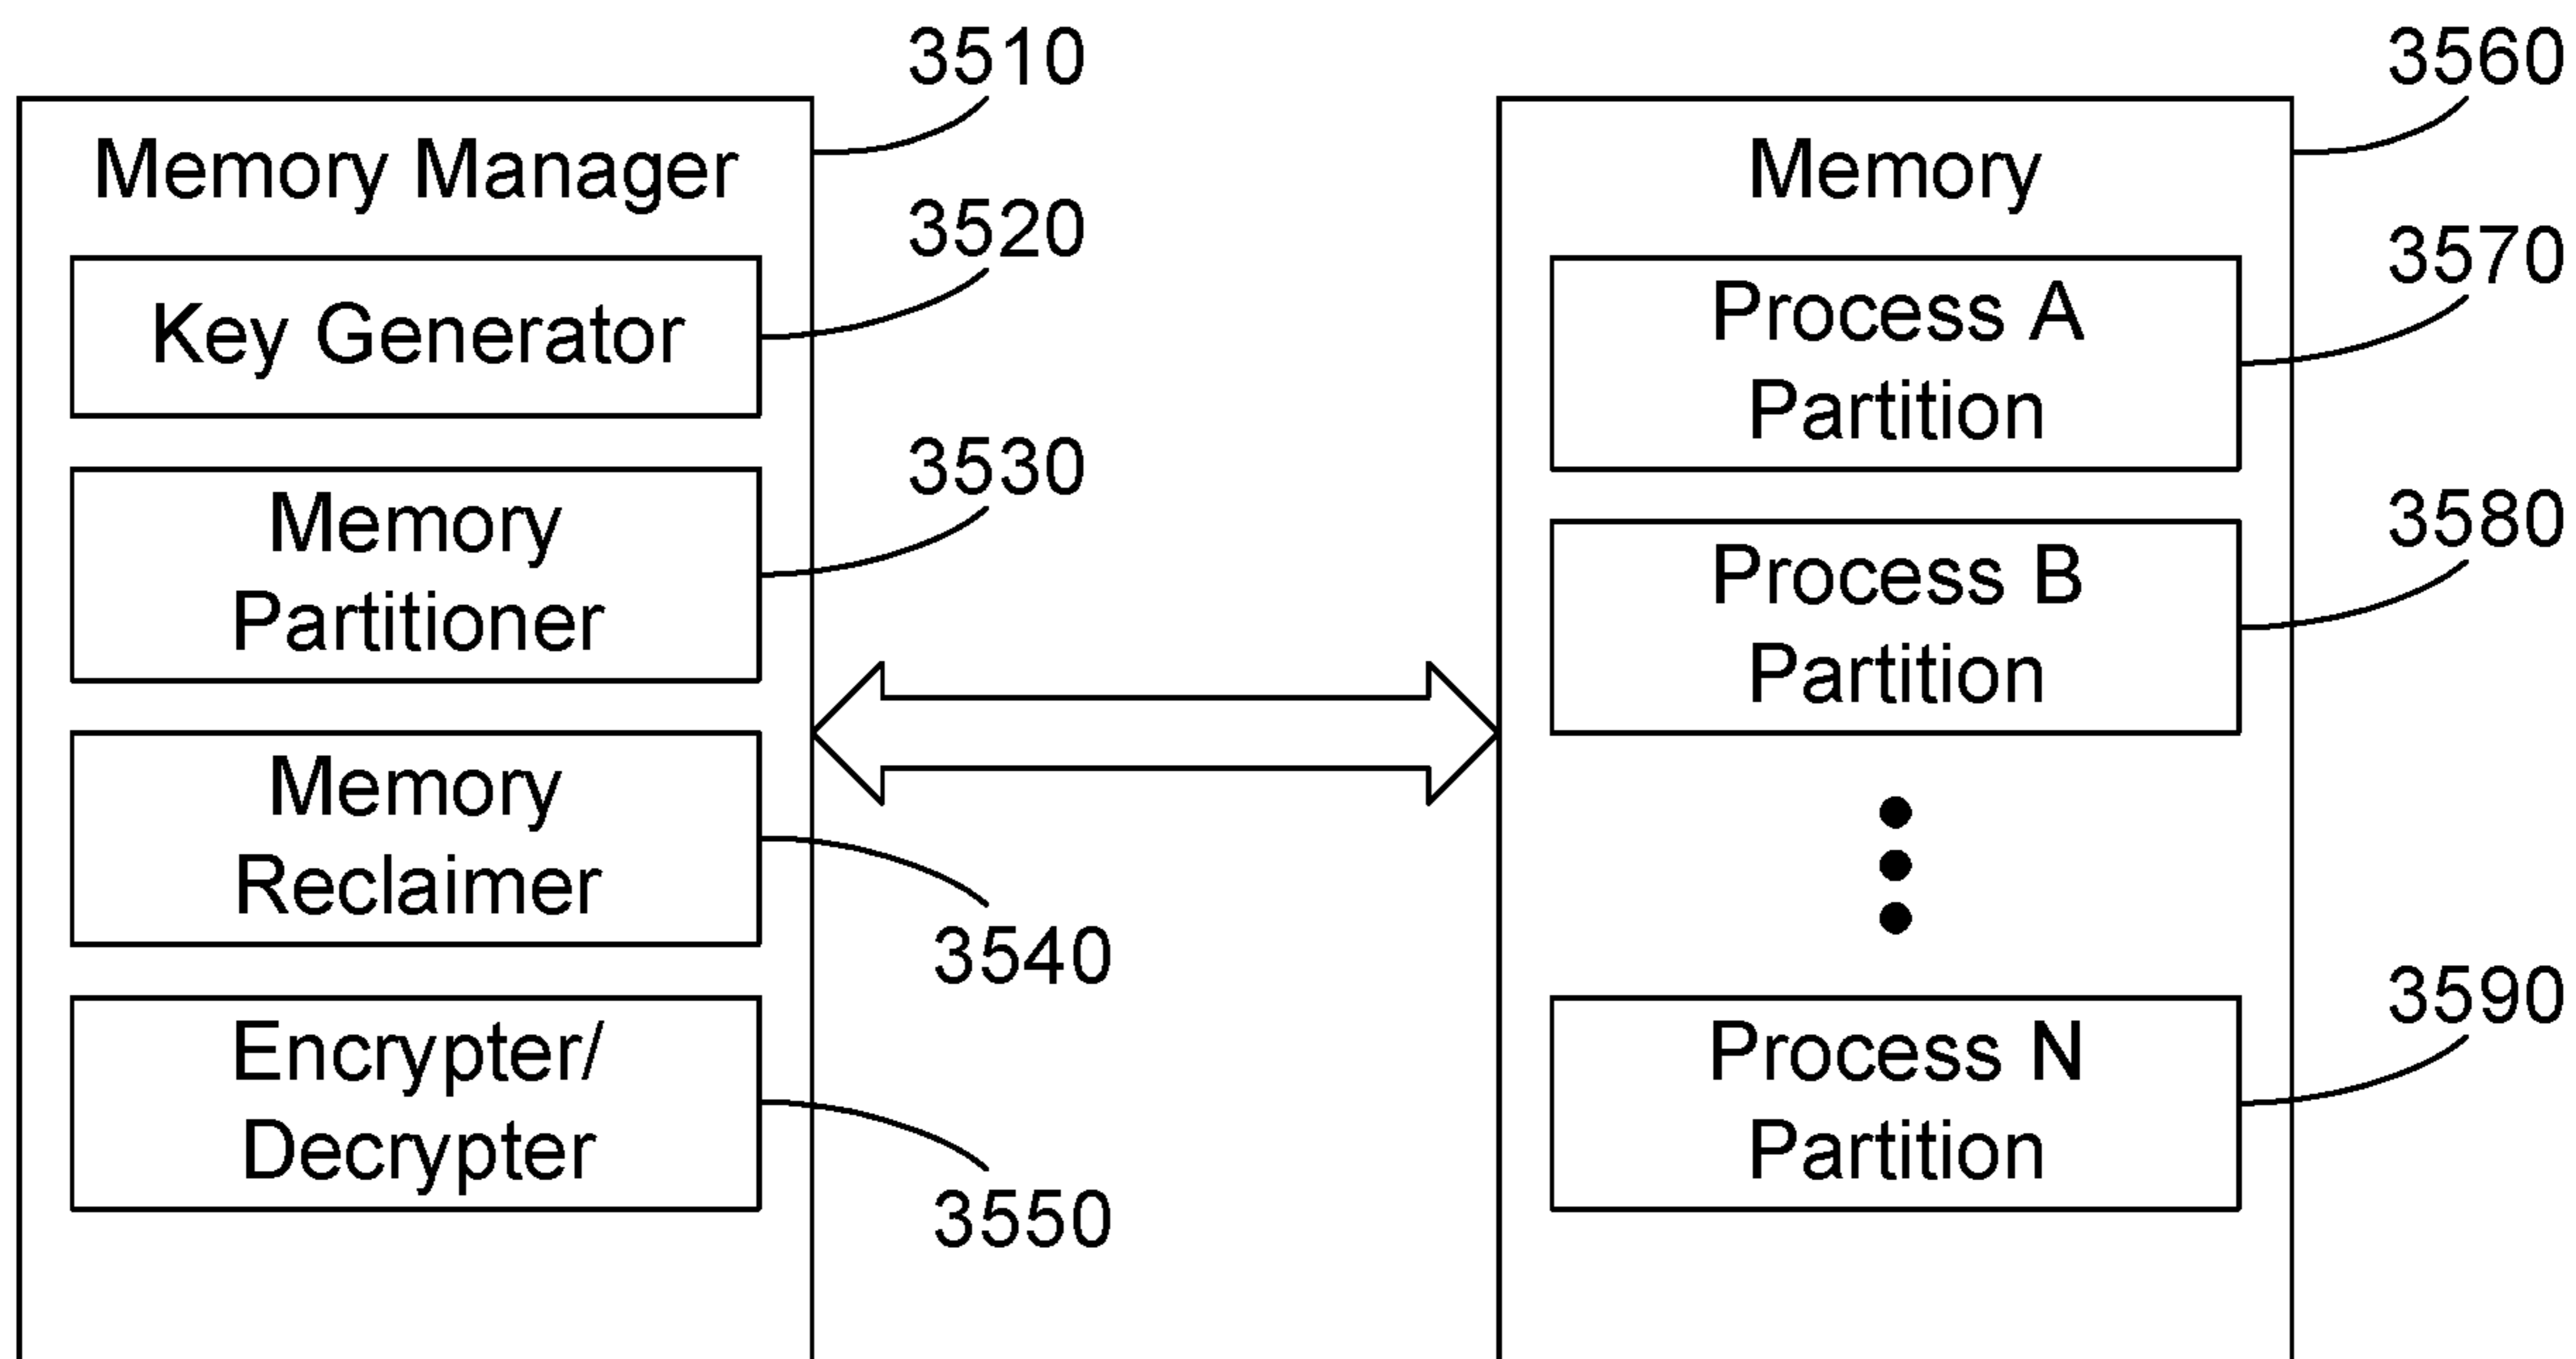 3510
Memory Manager
3520
Key Generator
3530
Memory
Partitioner
Memory
Reclaimer
3540
Encrypter/
Decrypter
3550
3560
Memory
3570
Process A
Partition
3580
Process B
Partition
3590
Process N
Partition